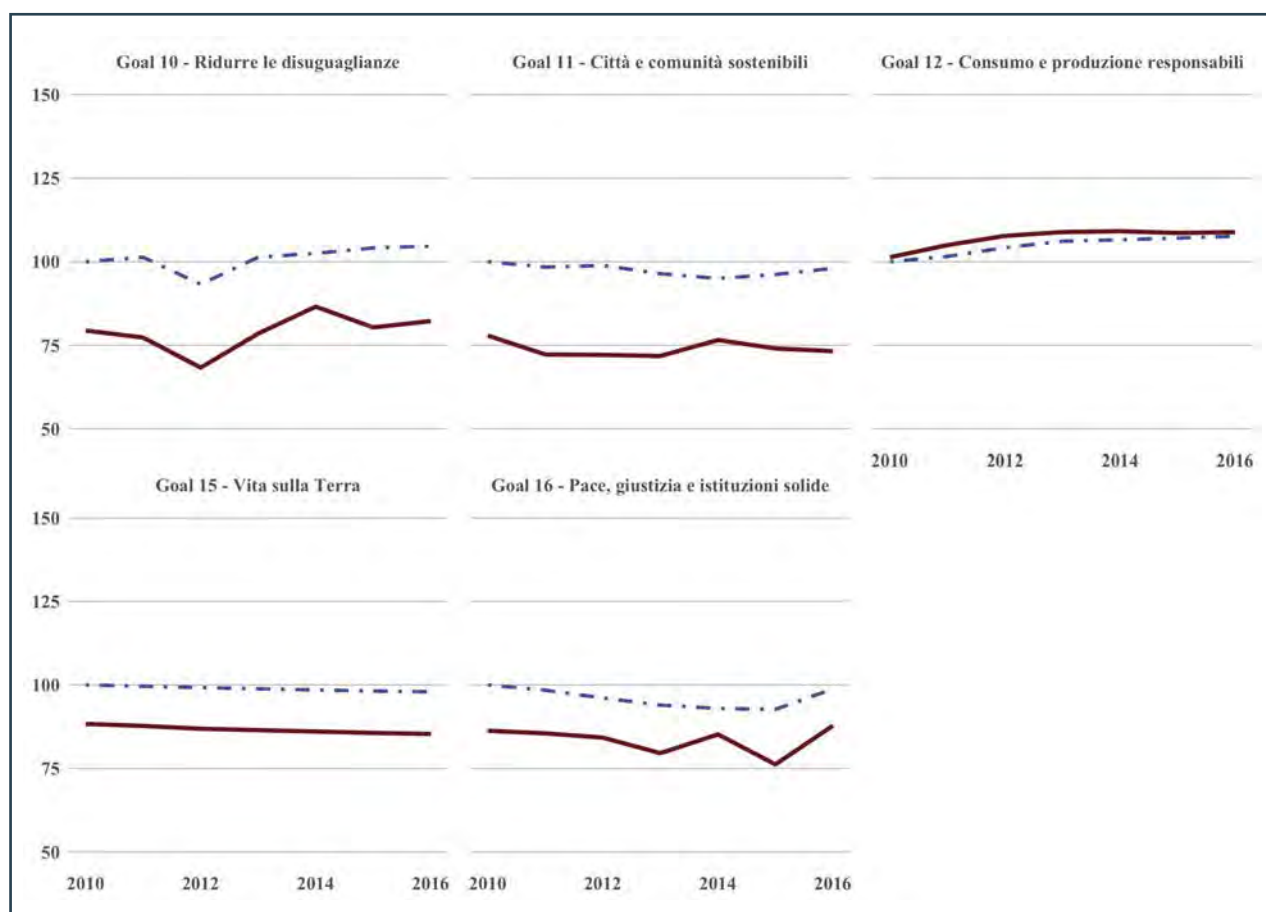 Goal 10 - Ridurre le disuguaglianze
Goal 11 - Città e comunità sostenibili
Goal 12 - Consumo e produzione responsabili
150
125
100
75
50
2010 2012 2014 2016
Goal 15 - Vita sulla Terra
Goal 16 - Pace, giustizia e istituzioni solide
150
125
100
75
50
2010 2012 2014 2016
2010 2012 2014 2016